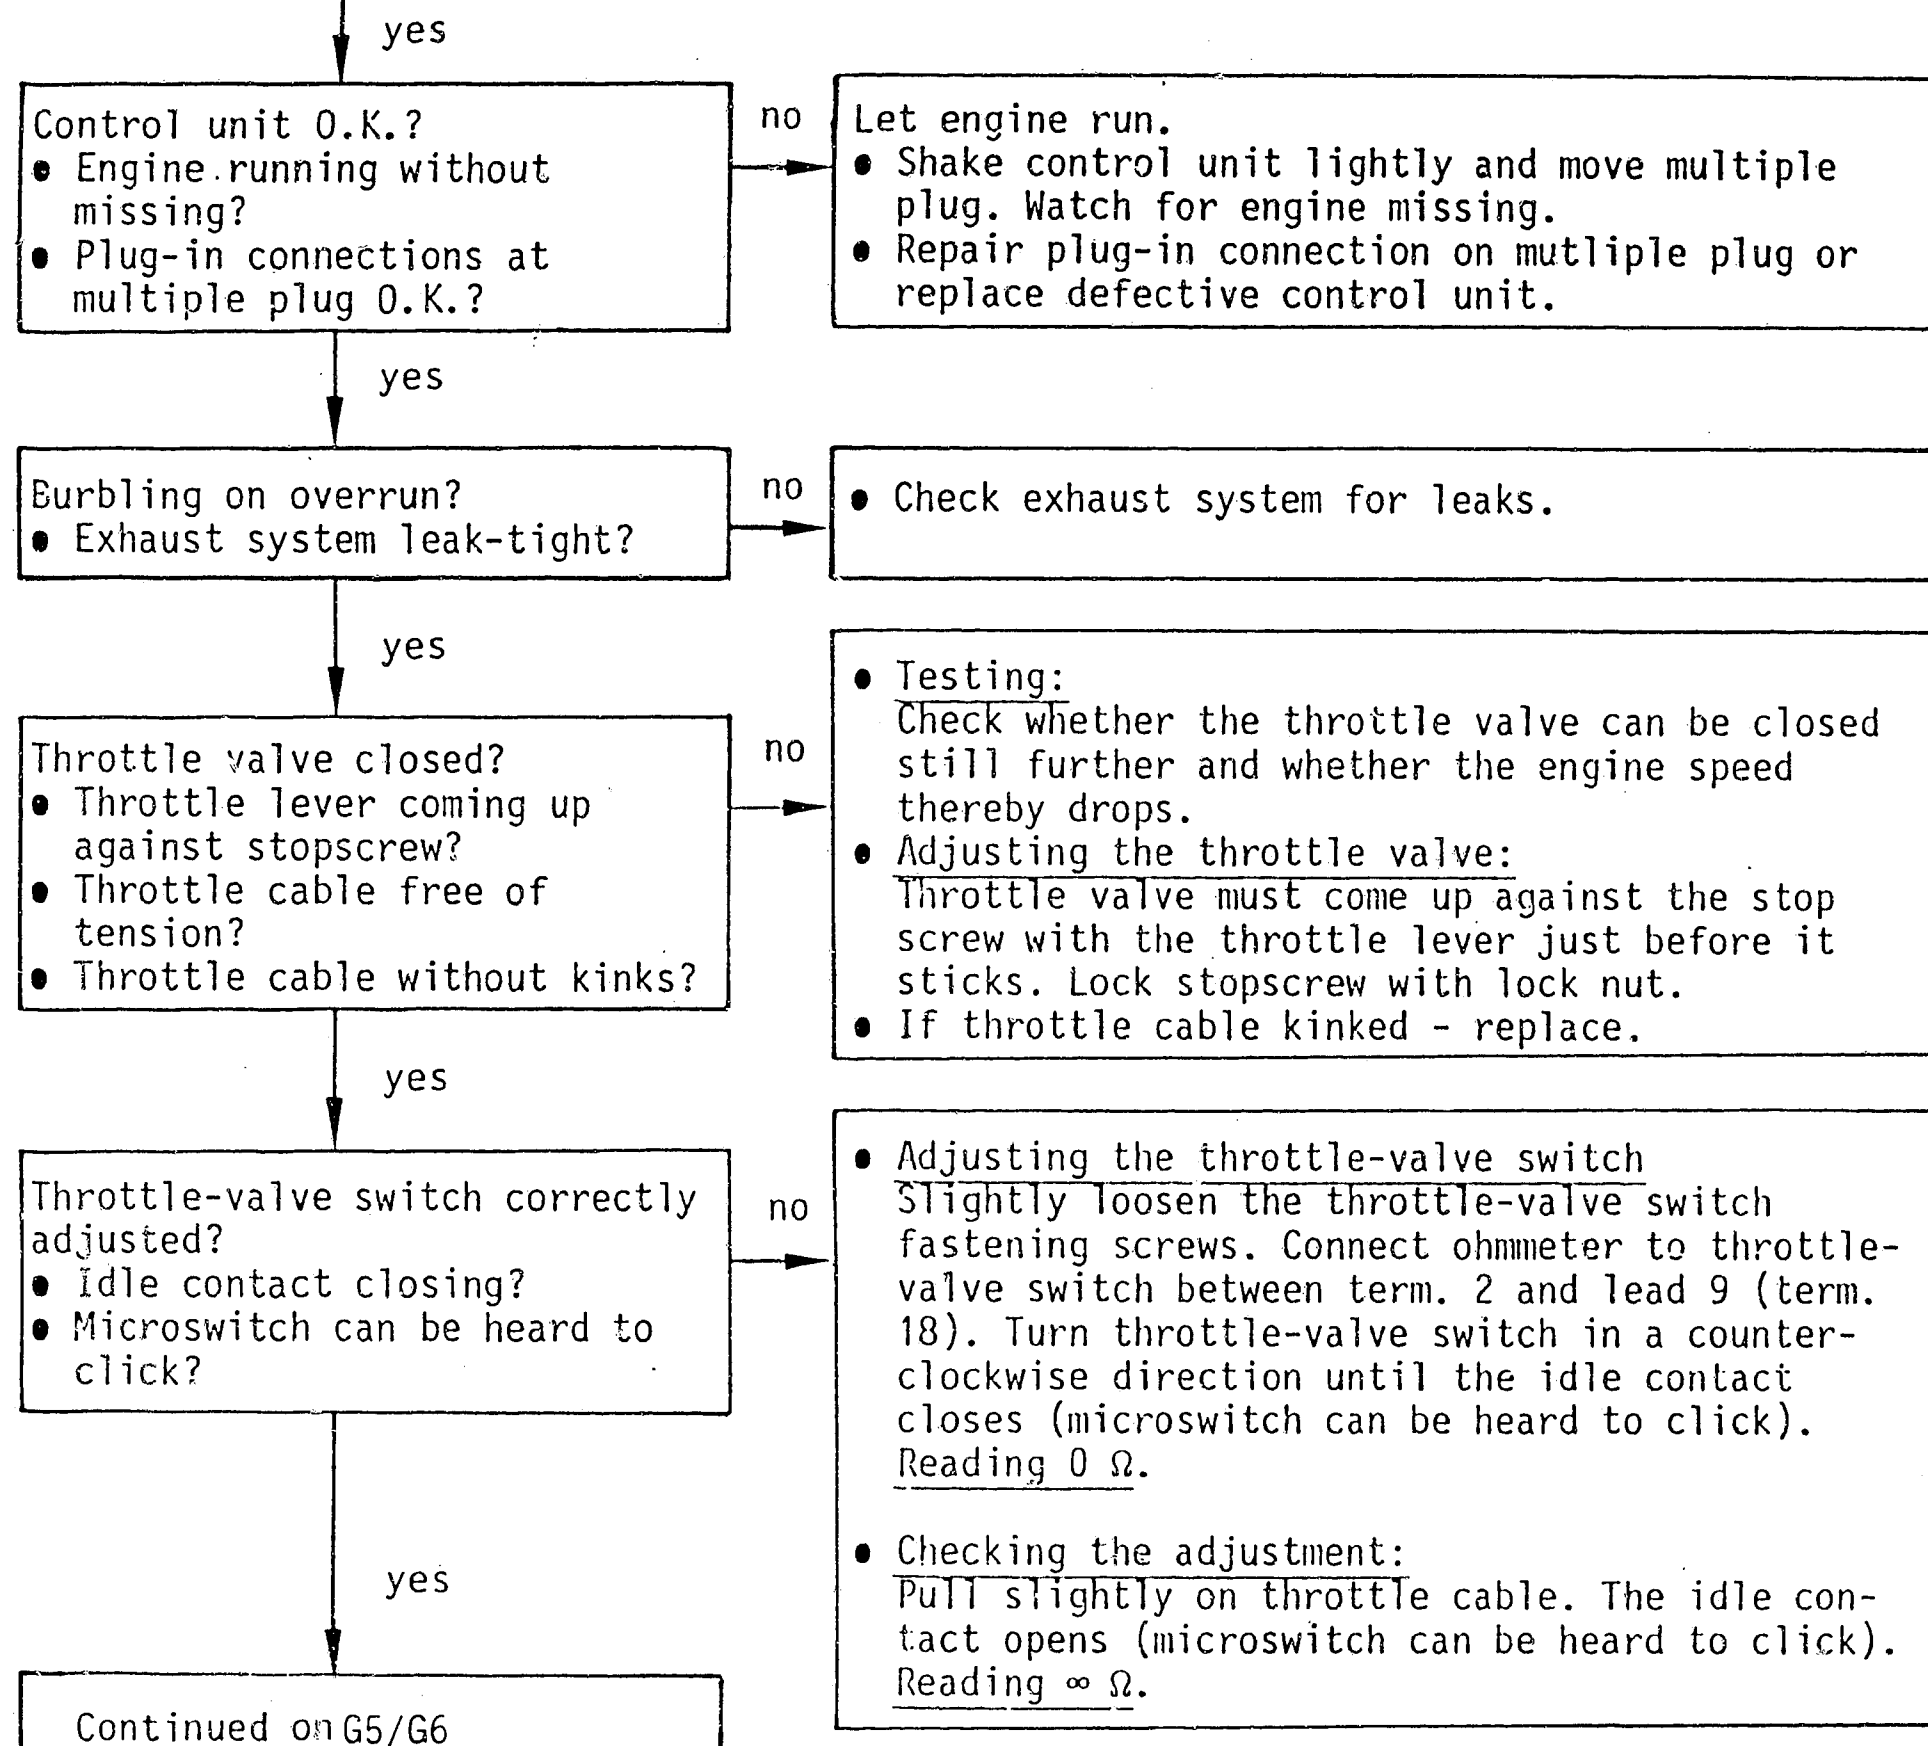 yes
Control unit O.K.?
● Engine running without
missing?
● Plug-in connections at
multiple plug O.K.?
no
Let engine run.
● Shake control unit lightly and move multiple
plug. Watch for engine missing.
● Repair plug-in connection on mutliple plug or
replace defective control unit.
yes
Burbling on overrun?
● Exhaust system leak-tight?
no
● Check exhaust system for leaks.
yes
Throttle valve closed?
● Throttle lever coming up
against stopscrew?
● Throttle cable free of
tension?
● Throttle cable without kinks?
no
● Testing:
Check whether the throttle valve can be closed
still further and whether the engine speed
thereby drops.
● Adjusting the throttle valve:
Throttle valve must come up against the stop
screw with the throttle lever just before it
sticks. Lock stopscrew with lock nut.
● If throttle cable kinked - replace.
yes
Throttle-valve switch correctly
adjusted?
● Idle contact closing?
● Microswitch can be heard to
click?
no
● Adjusting the throttle-valve switch
Slightly loosen the throttle-valve switch
fastening screws. Connect ohmmeter to throttle-
valve switch between term. 2 and lead 9 (term.
18). Turn throttle-valve switch in a counter-
clockwise direction until the idle contact
closes (microswitch can be heard to click).
Reading 0 Ω.
● Checking the adjustment:
Pull slightly on throttle cable. The idle con-
tact opens (microswitch can be heard to click).
Reading ∞ Ω.
yes
Continued on G5/G6